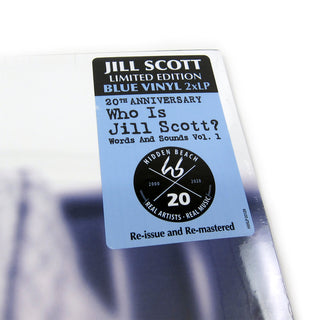 JILL SCOTT
LIMITED EDITION
BLUE VINYL 2xLP
20TH ANNIVERSARY
Who Is
Jill Scott?
Words And Sounds Vol. 1
HIDDEN BEACH
hb
2000 2020
20
REAL ARTISTS · REAL MUSIC
Re-issue and Re-mastered